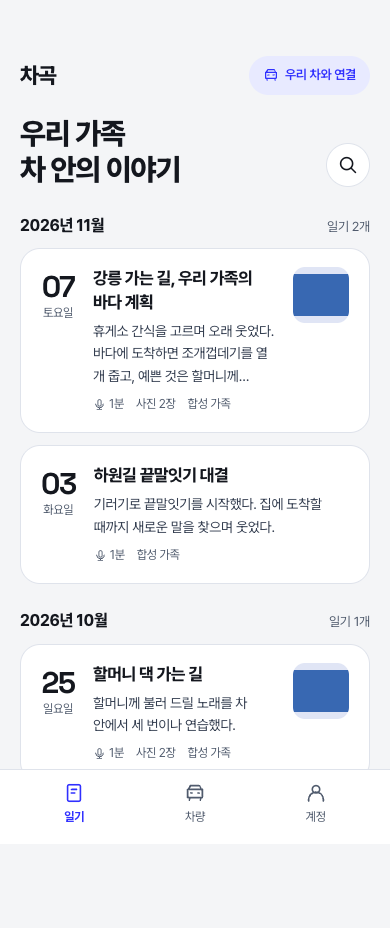 차곡
우리 차와 연결
우리 가족
차 안의 이야기
2026년 11월
일기 2개
07
토요일
강릉 가는 길, 우리 가족의
바다 계획
휴게소 간식을 고르며 오래 웃었다.
바다에 도착하면 조개껍데기를 열
개 줍고, 예쁜 것은 할머니께...
1분 사진 2장 합성 가족
03
화요일
하원길 끝말잇기 대결
기러기로 끝말잇기를 시작했다. 집에 도착할
때까지 새로운 말을 찾으며 웃었다.
1분 합성 가족
2026년 10월
일기 1개
25
일요일
할머니 댁 가는 길
할머니께 불러 드릴 노래를 차
안에서 세 번이나 연습했다.
1분 사진 2장 합성 가족
일기
차량
계정